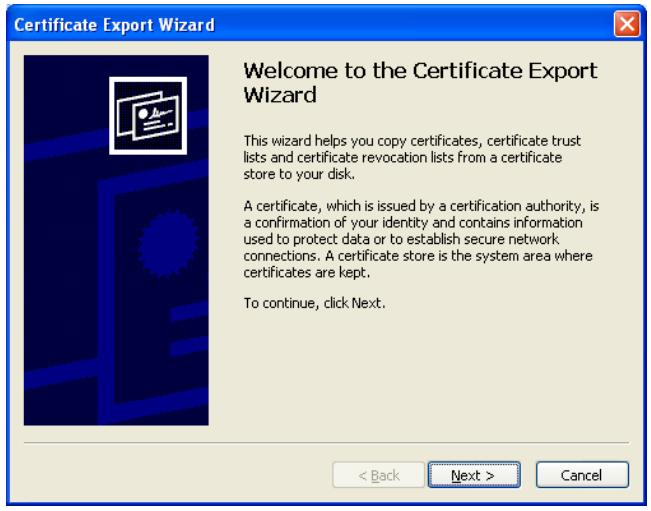 Certificate Export Wizard
Welcome to the Certificate Export
Wizard
This wizard helps you copy certificates, certificate trust
lists and certificate revocation lists from a certificate
store to your disk.
A certificate, which is issued by a certification authority, is
a confirmation of your identity and contains information
used to protect data or to establish secure network
connections. A certificate store is the system area where
certificates are kept.
To continue, click Next.
< Back Next > Cancel